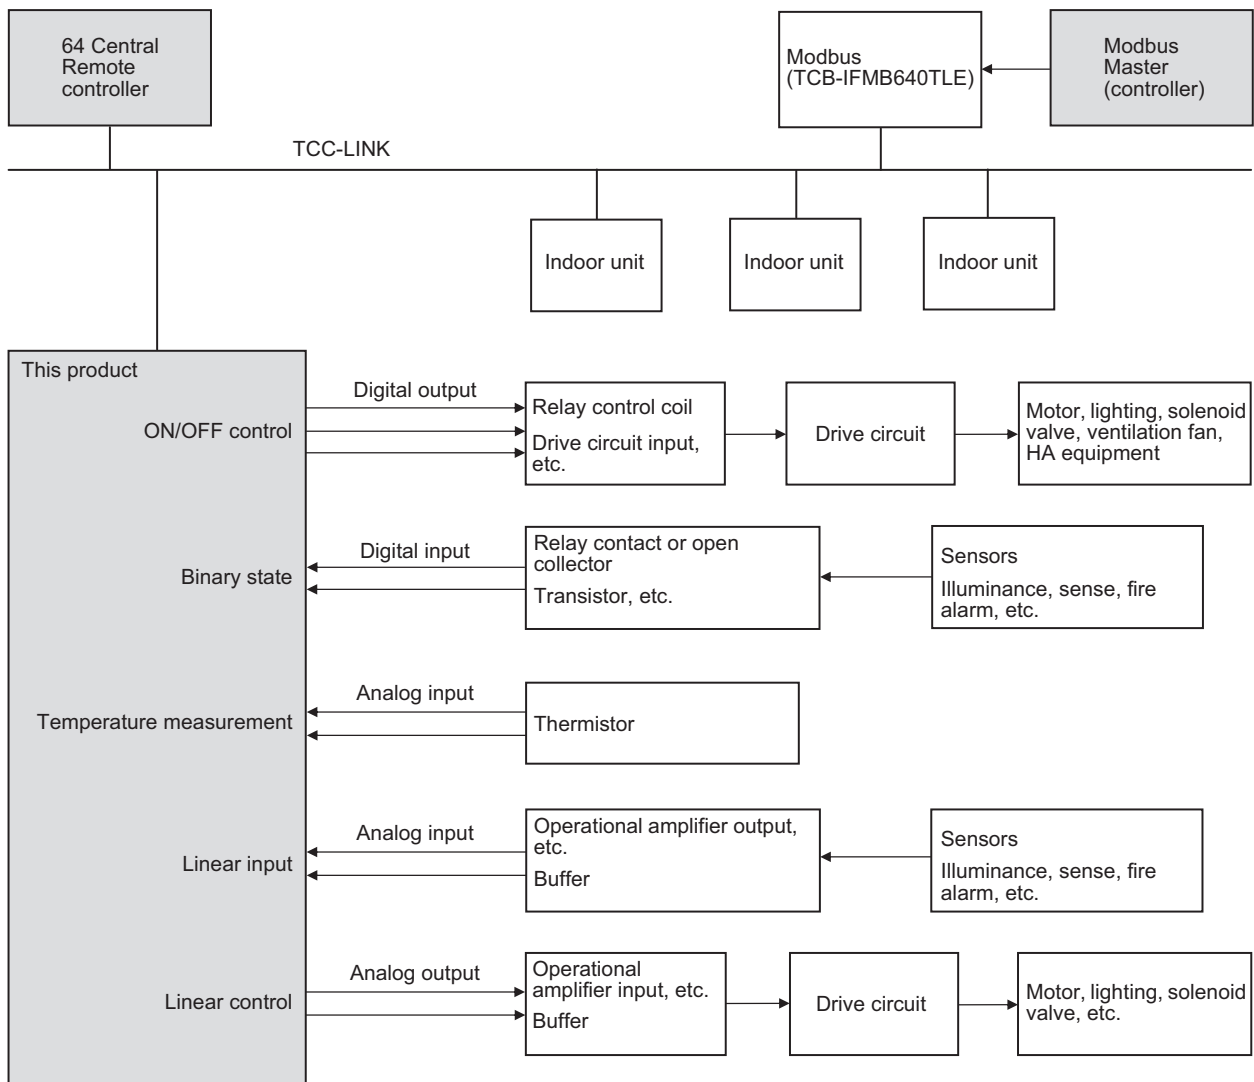 64 Central
Remote
controller
Modbus
(TCB-IFMB640TLE)
Modbus
Master
(controller)
TCC-LINK
Indoor unit
Indoor unit
Indoor unit
This product
ON/OFF control
Digital output
Relay control coil
Drive circuit input,
etc.
Drive circuit
Motor, lighting, solenoid
valve, ventilation fan,
HA equipment
Binary state
Digital input
Relay contact or open
collector
Transistor, etc.
Sensors
Illuminance, sense, fire
alarm, etc.
Temperature measurement
Analog input
Thermistor
Linear input
Analog input
Operational amplifier output,
etc.
Buffer
Sensors
Illuminance, sense, fire
alarm, etc.
Linear control
Analog output
Operational
amplifier input, etc.
Buffer
Drive circuit
Motor, lighting, solenoid
valve, etc.